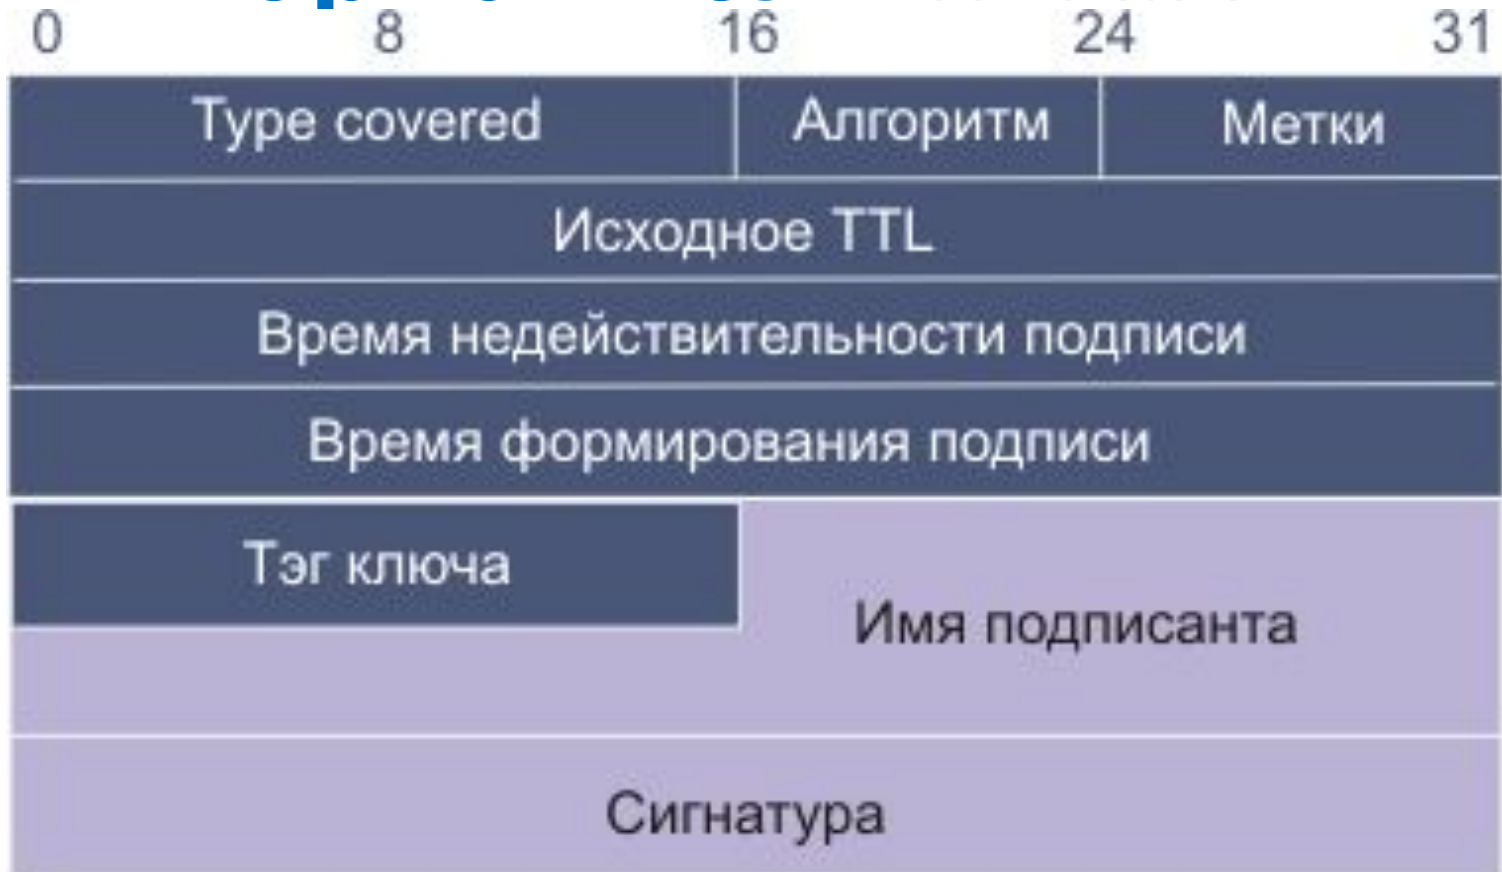 0 8 16 24 31
Type covered Алгоритм Метки
Исходное TTL
Время недействительности подписи
Время формирования подписи
Тэг ключа
Имя подписанта
Сигнатура